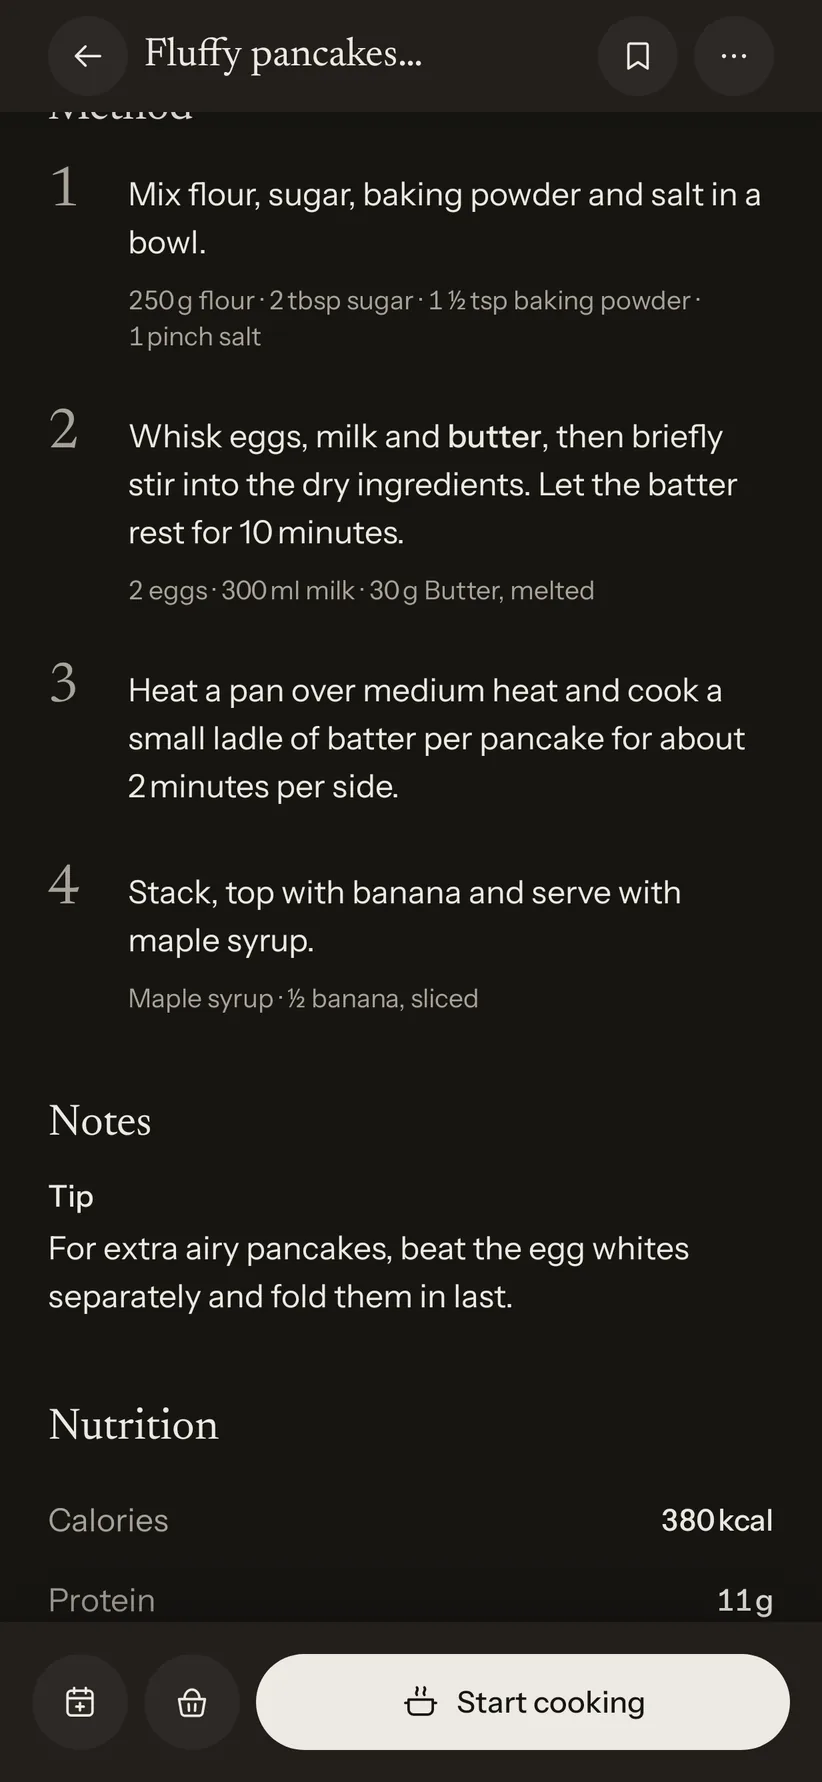 Fluffy pancakes...
Method
1
Mix flour, sugar, baking powder and salt in a
bowl.
250 g flour · 2 tbsp sugar · 1 ½ tsp baking powder ·
1 pinch salt
2
Whisk eggs, milk and butter, then briefly
stir into the dry ingredients. Let the batter
rest for 10 minutes.
2 eggs · 300 ml milk · 30 g Butter, melted
3
Heat a pan over medium heat and cook a
small ladle of batter per pancake for about
2 minutes per side.
4
Stack, top with banana and serve with
maple syrup.
Maple syrup · ½ banana, sliced
Notes
Tip
For extra airy pancakes, beat the egg whites
separately and fold them in last.
Nutrition
Calories 380 kcal
Protein 11 g
Start cooking